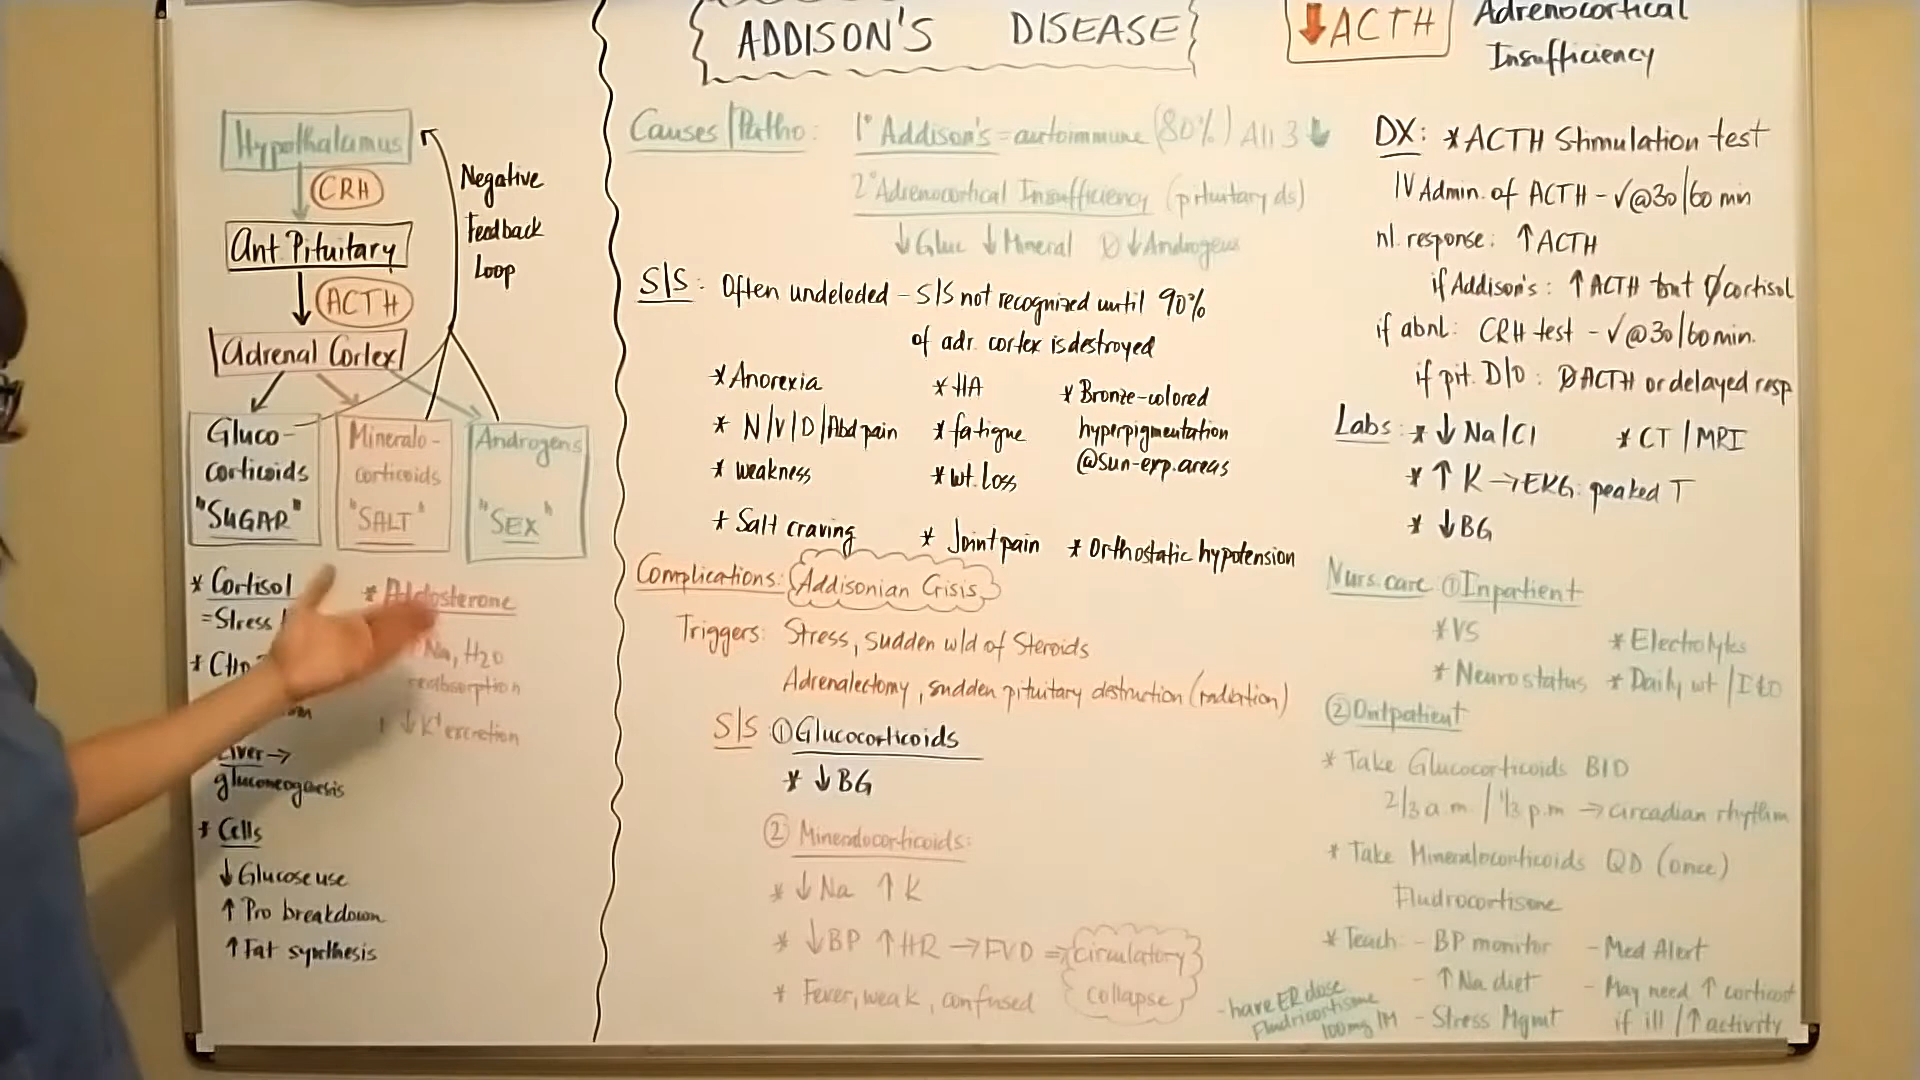 ADDISON'S DISEASE
↓ACTH
Adrenocortical
Insufficiency
Hypothalamus
CRH
Ant. Pituitary
ACTH
Adrenal Cortex
Negative
Feedback
Loop
Gluco-
corticoids
"SUGAR"
Mineralo-
corticoids
"SALT"
Androgens
"SEX"
* Cortisol
=Stress
gluconeogenesis
* Cells
↓Glucose use
↑ Pro breakdown
↑ Fat synthesis
* Aldosterone
Na, H2O
reabsorption
↓ K+ excretion
Causes/Patho: 1° Addison's = autoimmune (80%) All 3 ↓
2° Adrenocortical Insufficiency (pituitary ds)
↓Gluc ↓Mineral Ø↓Androgens
S/S: Often undeleded - S/S not recognized until 90%
of adr. cortex is destroyed
* Anorexia * HA * Bronze-colored
* N/V/D/Abd pain * fatigue hyperpigmentation
* weakness * wt. loss @sun-exp. areas
* Salt craving * Joint pain * Orthostatic hypotension
Complications: Addisonian Crisis
Triggers: Stress, sudden w/d of Steroids
Adrenalectomy, sudden pituitary destruction (radiation)
S/S ① Glucocorticoids
* ↓BG
② Mineralocorticoids:
* ↓Na ↑K
* ↓BP ↑HR → FVD ⇒ circulatory
collapse
* Fever, weak, confused
DX: *ACTH Stimulation test
IV Admin. of ACTH - √@30/60 min
nl. response: ↑ACTH
if Addison's: ↑ACTH but Øcortisol
if abnl: CRH test - √@30/60min.
if pit. D/O: ØACTH or delayed resp
Labs: * ↓Na/Cl * CT/MRI
* ↑K → EKG: peaked T
* ↓BG
Nurs. care ① Inpatient
*VS * Electrolytes
* Neurostatus * Daily wt/I&O
② Outpatient
* Take Glucocorticoids BID
2/3 a.m./1/3 p.m → circadian rhythm
* Take Mineralocorticoids QD (once)
Fludrocortisone
* Teach: - BP monitor - Med Alert
- ↑Na diet - May need ↑ corticost
- Stress Mgmt if ill/↑activity
- have ER dose
Fludricortisone
100mg IM